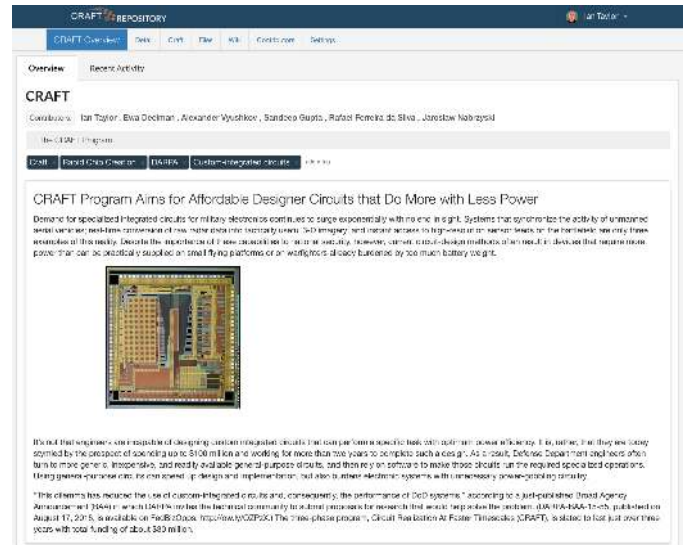 CRAFT REPOSITORY
Ian Taylor
CRAFT Overview Data Craft Files Wiki Contributors Settings
Overview Recent Activity
CRAFT
Contributors: Ian Taylor, Ewa Deelman, Alexander Vyushkov, Sandeep Gupta, Rafael Ferreira da Silva, Jaroslaw Nabrzyski
The CRAFT Program
Craft Rapid Chip Creation DARPA Custom-integrated circuits
CRAFT Program Aims for Affordable Designer Circuits that Do More with Less Power
Demand for specialized integrated circuits for military electronics continues to surge exponentially with no end in sight. Systems that synchronize the activity of unmanned
aerial vehicles; real-time conversion of raw radar data into tactically useful 3-D imagery; and instant access to high-resolution sensor feeds on the battlefield are only three
examples of this reality. Despite the importance of these capabilities to national security, however, current circuit-design methods often result in devices that require more
power than can be practically supplied on small flying platforms or on warfighters already burdened by too much battery weight.
It's not that engineers are incapable of designing custom integrated circuits that can perform a specific task with optimum power efficiency. It is, rather, that they are today
stymied by the prospect of spending up to $100 million and working for more than two years to complete such a design. As a result, Defense Department engineers often
turn to more generic, inexpensive, and readily available general-purpose circuits, and then rely on software to make those circuits run the required specialized operations.
Using general-purpose circuits can speed up design and implementation, but also burdens electronic systems with unnecessary, power-gobbling circuitry.
"This dilemma has reduced the use of custom-integrated circuits and, consequently, the performance of DoD systems," according to a just-published Broad Agency
Announcement (BAA) in which DARPA invites the technical community to submit proposals for research that would help solve the problem. (DARPA-BAA-15-55, published on
August 17, 2015, is available on FedBizOpps: The three-phase program, Circuit Realization At Faster Timescales (CRAFT), is slated to last just over three
years with total funding of about $30 million.